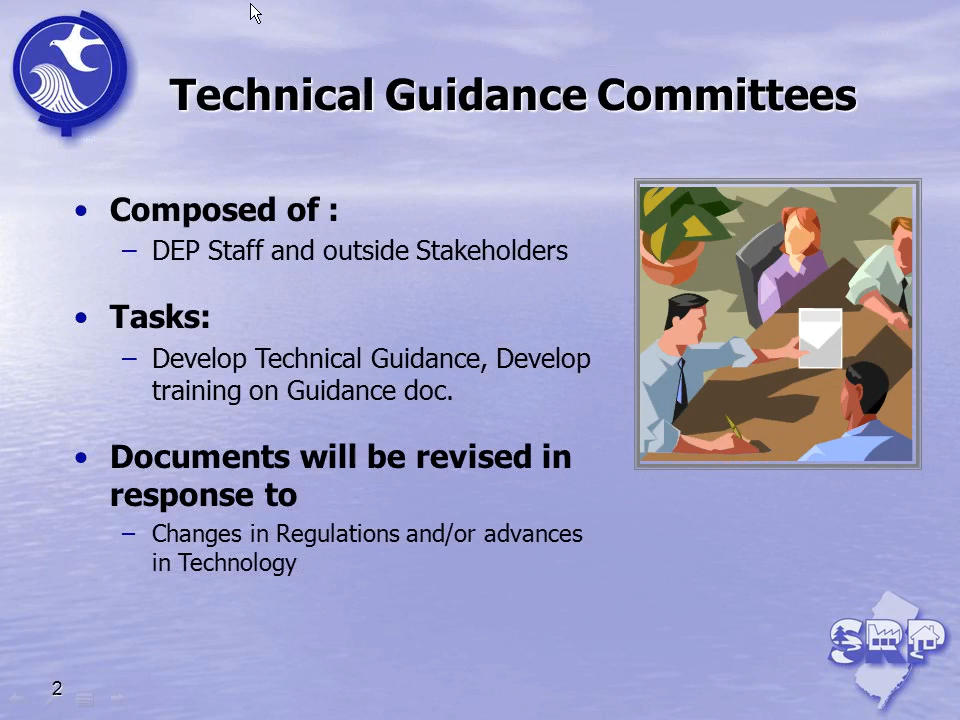 Technical Guidance Committees
• Composed of :
– DEP Staff and outside Stakeholders
• Tasks:
– Develop Technical Guidance, Develop
training on Guidance doc.
• Documents will be revised in
response to
– Changes in Regulations and/or advances
in Technology
SRP
2